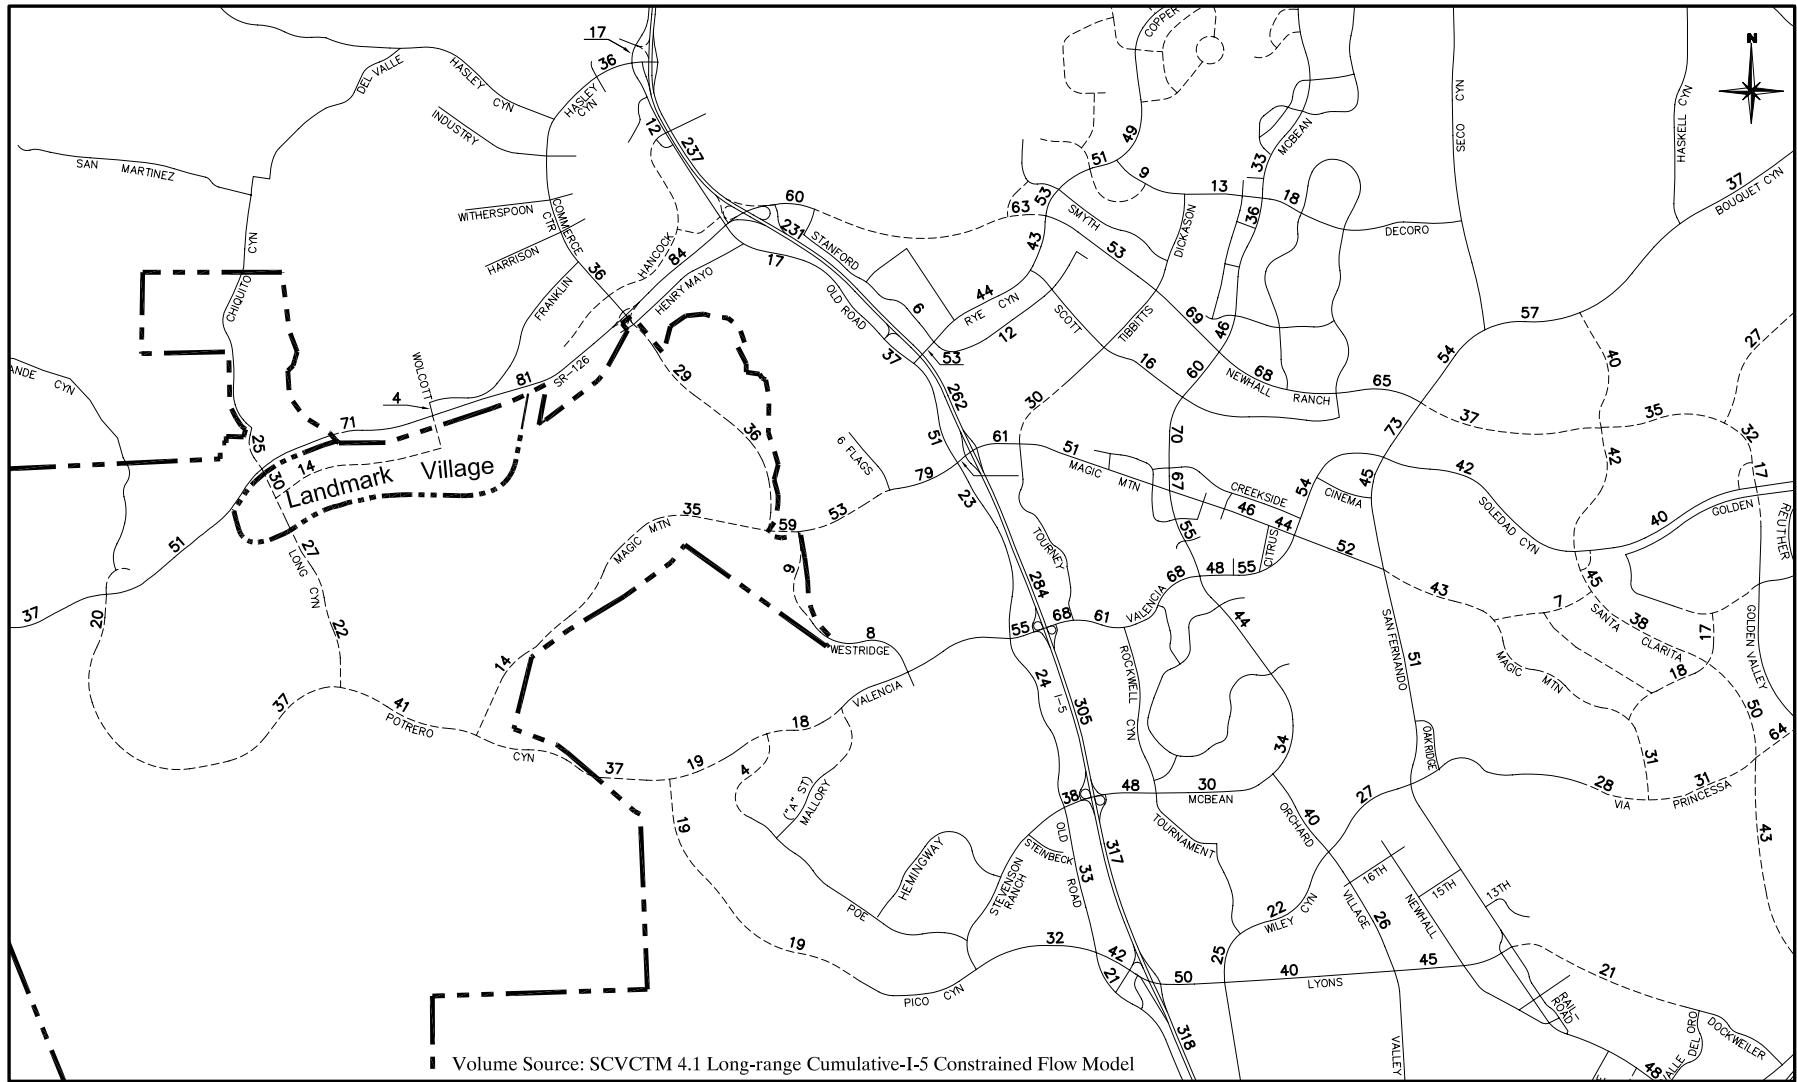 17
36
HASLEY
CYN
DEL VALLE
HASLEY
CYN
INDUSTRY
12
237
SAN MARTINEZ
WITHERSPOON
COMMERCE
CTR
HARRISON
36
HANCOCK
84
HENRY MAYO
FRANKLIN
CHIQUITO
CYN
60
231
STANFORD
17
OLD ROAD
37
6
44
RYE CYN
12
53
COPPER
49
51
9
53
63
SMYTH
43
53
DICKASON
13
18
33
MCBEAN
36
DECORO
SECO CYN
HASKELL CYN
37
BOUQUET CYN
N
SCOTT
TIBBITTS
69
46
16
60
68
NEWHALL
RANCH
65
57
54
40
27
37
35
42
32
17
73
45
30
70
67
WOLCOTT
4
81
SR-126
71
29
36
25
30
14
Landmark Village
51
37
20
27
LONG
CYN
22
37
41
POTRERO
CYN
14
MAGIC MTN
35
59
53
9
8
WESTRIDGE
6 FLAGS
79
51
61
262
51
MAGIC MTN
23
TOURNEY
284
CREEKSIDE
46
44
CITRUS
54
CINEMA
52
55
48
55
68
VALENCIA
61
68
55
44
42
SOLEDAD CYN
40
GOLDEN
REUTHER
43
7
45
SANTA
38
CLARITA
17
18
GOLDEN VALLEY
MAGIC
MTN
50
64
31
31
28
VIA
PRINCESSA
43
SAN FERNANDO
51
OAKRIDGE
ROCKWELL
CYN
24
I-5
305
VALENCIA
18
19
37
4
("A" ST)
MALLORY
19
19
38
48
30
MCBEAN
34
40
ORCHARD
27
TOURNAMENT
317
OLD
33
ROAD
STEINBECK
STEVENSON
RANCH
HEMINGWAY
POE
32
PICO CYN
42
21
50
40
LYONS
45
25
22
WILEY CYN
16TH
15TH
13TH
VILLAGE
26
NEWHALL
21
RAIL-
ROAD
DEL ORO
DOCKWEILER
48
VALLEY
318
Volume Source: SCVCTM 4.1 Long-range Cumulative-I-5 Constrained Flow Model